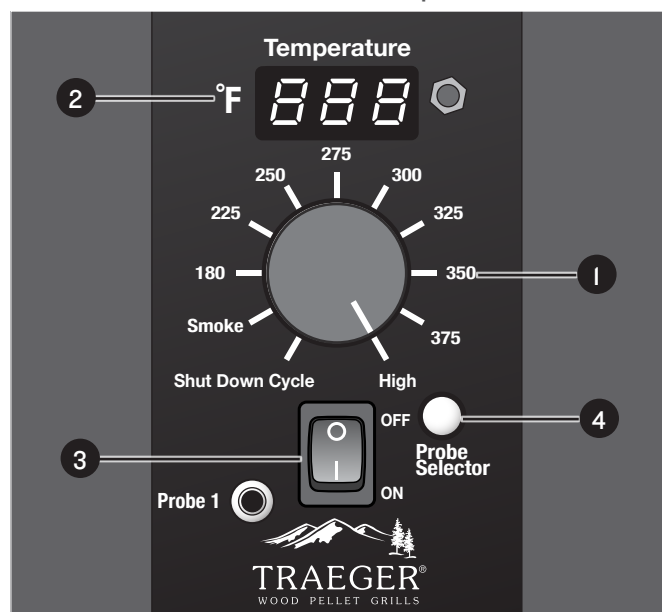 Temperature
2
°F
888
275
250
300
225
325
180
350
1
Smoke
375
Shut Down Cycle
High
OFF
4
3
Probe
Selector
ON
Probe 1
TRAEGER®
WOOD PELLET GRILLS